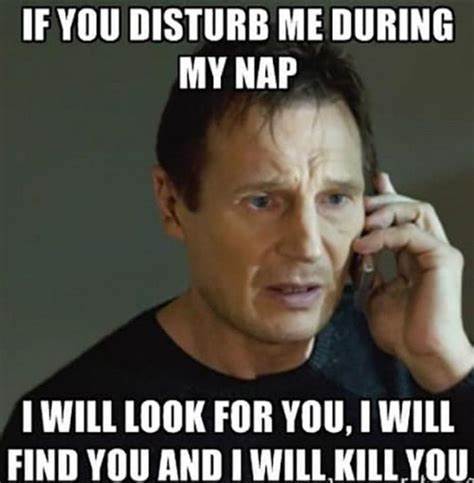 IF YOU DISTURB ME DURING
MY NAP
I WILL LOOK FOR YOU, I WILL
FIND YOU AND I WILL KILL YOU